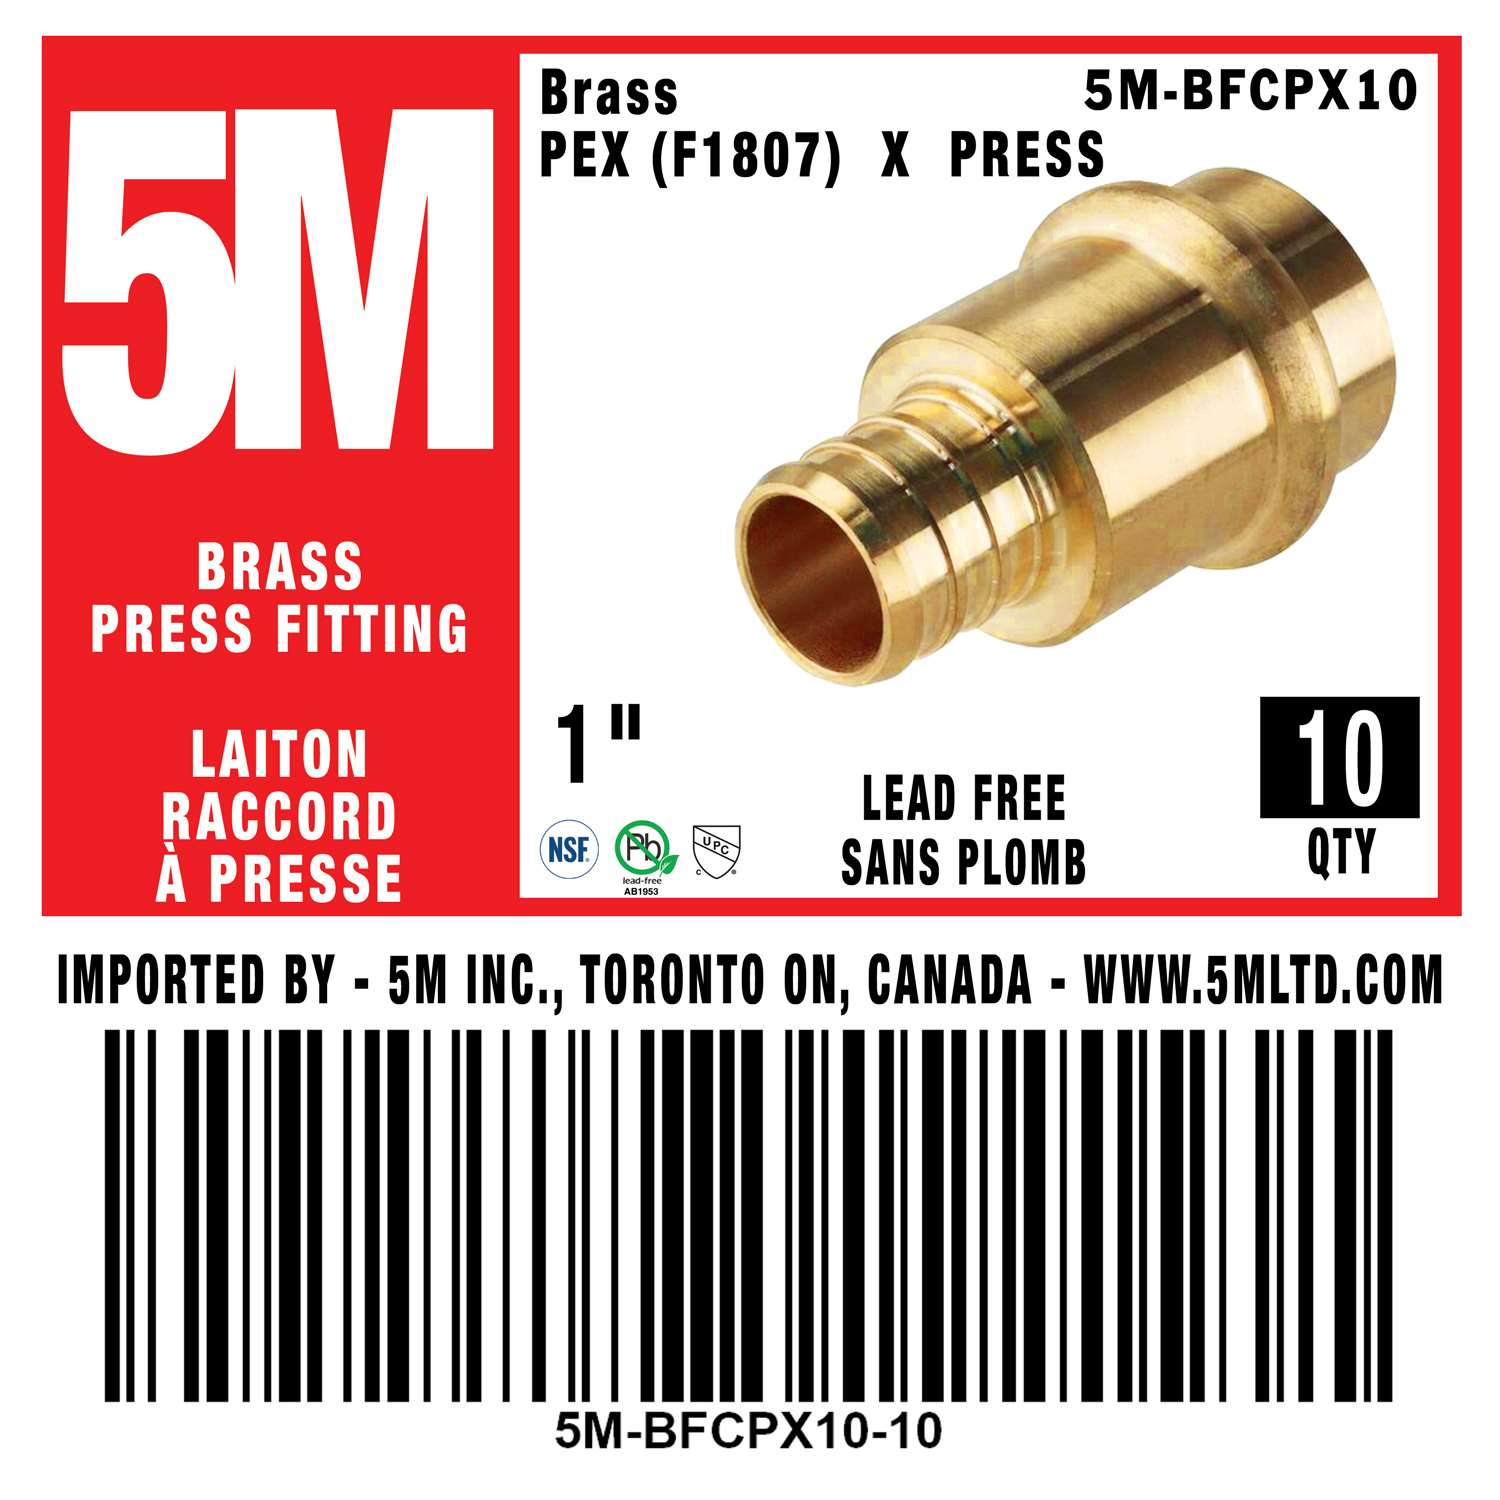 5M
BRASS
PRESS FITTING
LAITON
RACCORD
À PRESSE
Brass
5M-BFCPX10
PEX (F1807) X PRESS
1"
NSF®
Pb
lead-free
AB1953
UPC
C ®
LEAD FREE
SANS PLOMB
10
QTY
IMPORTED BY - 5M INC., TORONTO ON, CANADA - WWW.5MLTD.COM
5M-BFCPX10-10